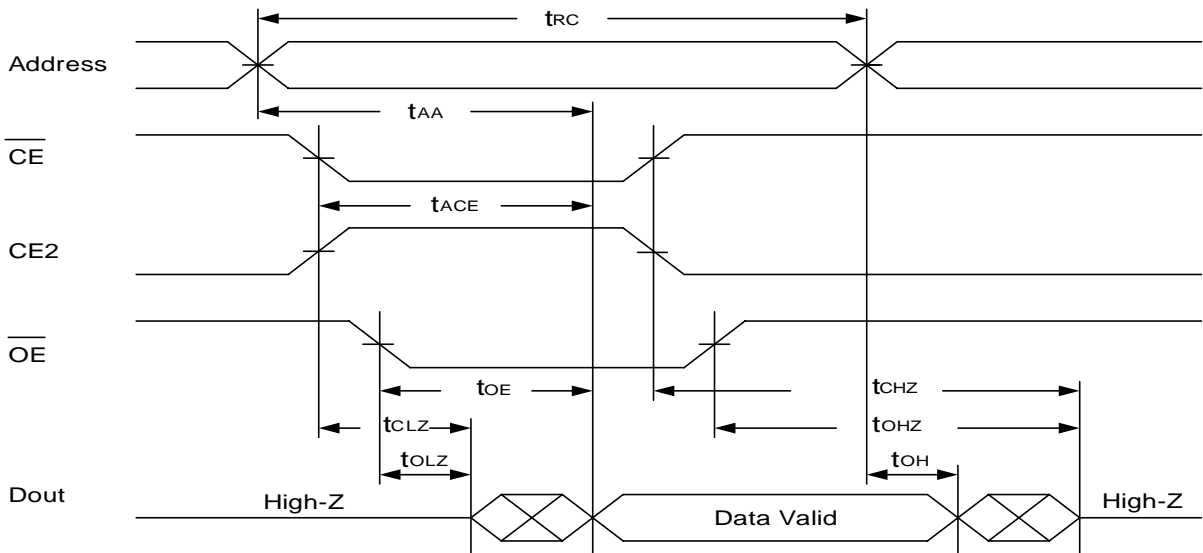 tRC
Address
tAA
CE
tACE
CE2
OE
tOE
tCHZ
tCLZ
tOHZ
tOLZ
tOH
Dout
High-Z
Data Valid
High-Z